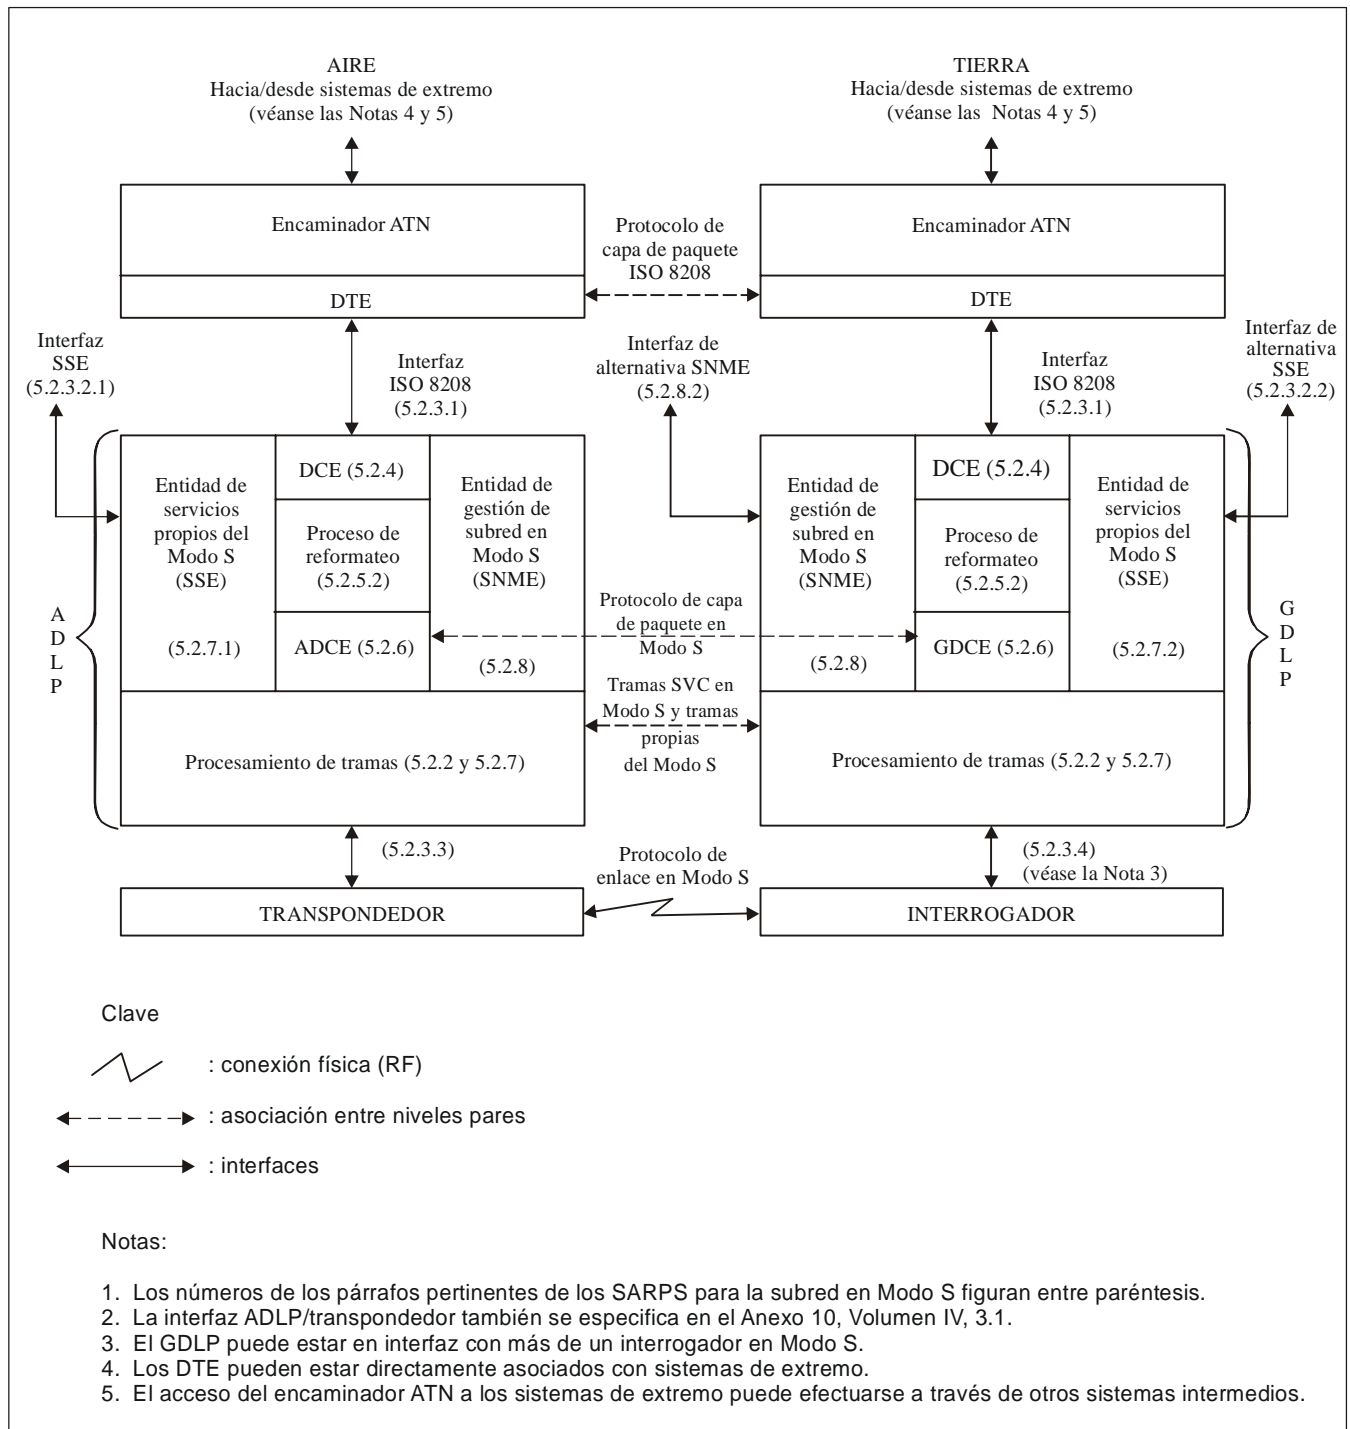 AIRE
Hacia/desde sistemas de extremo
(véanse las Notas 4 y 5)
TIERRA
Hacia/desde sistemas de extremo
(véanse las Notas 4 y 5)
Encaminador ATN
Protocolo de
capa de paquete
ISO 8208
Encaminador ATN
DTE
DTE
Interfaz
SSE
(5.2.3.2.1)
Interfaz
ISO 8208
(5.2.3.1)
Interfaz de
alternativa SNME
(5.2.8.2)
Interfaz
ISO 8208
(5.2.3.1)
Interfaz de
alternativa
SSE
(5.2.3.2.2)
A
D
L
P
Entidad de
servicios
propios del
Modo S
(SSE)
(5.2.7.1)
DCE (5.2.4)
Proceso de
reformateo
(5.2.5.2)
ADCE (5.2.6)
Entidad de
gestión de
subred en
Modo S
(SNME)
(5.2.8)
Protocolo de capa
de paquete en
Modo S
Tramas SVC en
Modo S y tramas
propias
del Modo S
Entidad de
gestión de
subred en
Modo S
(SNME)
(5.2.8)
DCE (5.2.4)
Proceso de
reformateo
(5.2.5.2)
GDCE (5.2.6)
Entidad de
servicios
propios del
Modo S
(SSE)
(5.2.7.2)
G
D
L
P
Procesamiento de tramas (5.2.2 y 5.2.7)
Procesamiento de tramas (5.2.2 y 5.2.7)
(5.2.3.3)
Protocolo de
enlace en Modo S
(5.2.3.4)
(véase la Nota 3)
TRANSPONDEDOR
INTERROGADOR
Clave
: conexión física (RF)
: asociación entre niveles pares
: interfaces
Notas:
1. Los números de los párrafos pertinentes de los SARPS para la subred en Modo S figuran entre paréntesis.
2. La interfaz ADLP/transpondedor también se especifica en el Anexo 10, Volumen IV, 3.1.
3. El GDLP puede estar en interfaz con más de un interrogador en Modo S.
4. Los DTE pueden estar directamente asociados con sistemas de extremo.
5. El acceso del encaminador ATN a los sistemas de extremo puede efectuarse a través de otros sistemas intermedios.